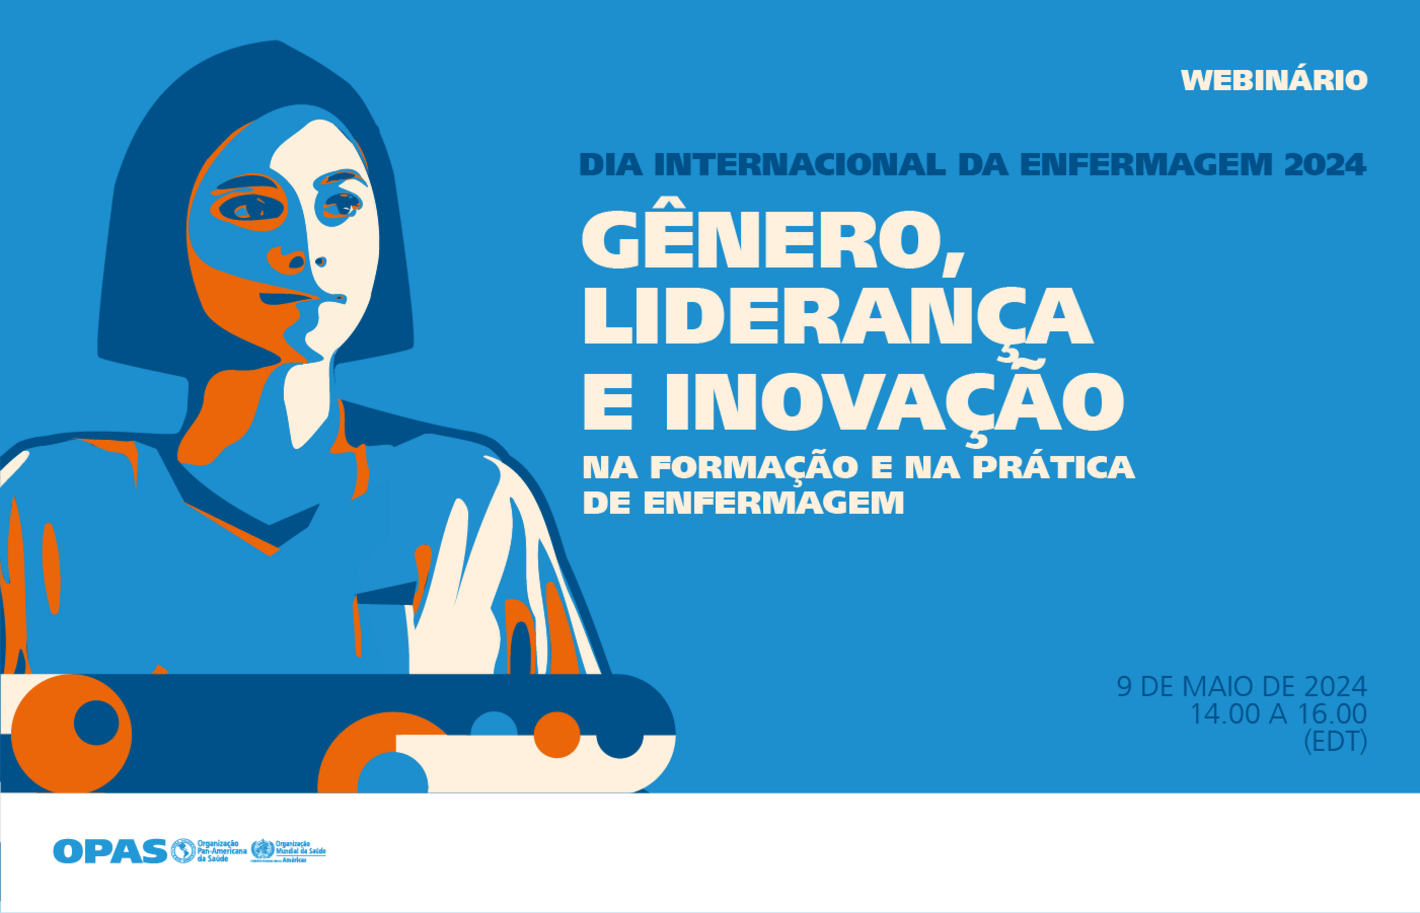 WEBINÁRIO
DIA INTERNACIONAL DA ENFERMAGEM 2024
GÊNERO,
LIDERANÇA
E INOVAÇÃO
NA FORMAÇÃO E NA PRÁTICA
DE ENFERMAGEM
9 DE MAIO DE 2024
14.00 A 16.00
(EDT)
OPAS
Organização
Pan-Americana
da Saúde
Organização
Mundial da Saúde
Américas